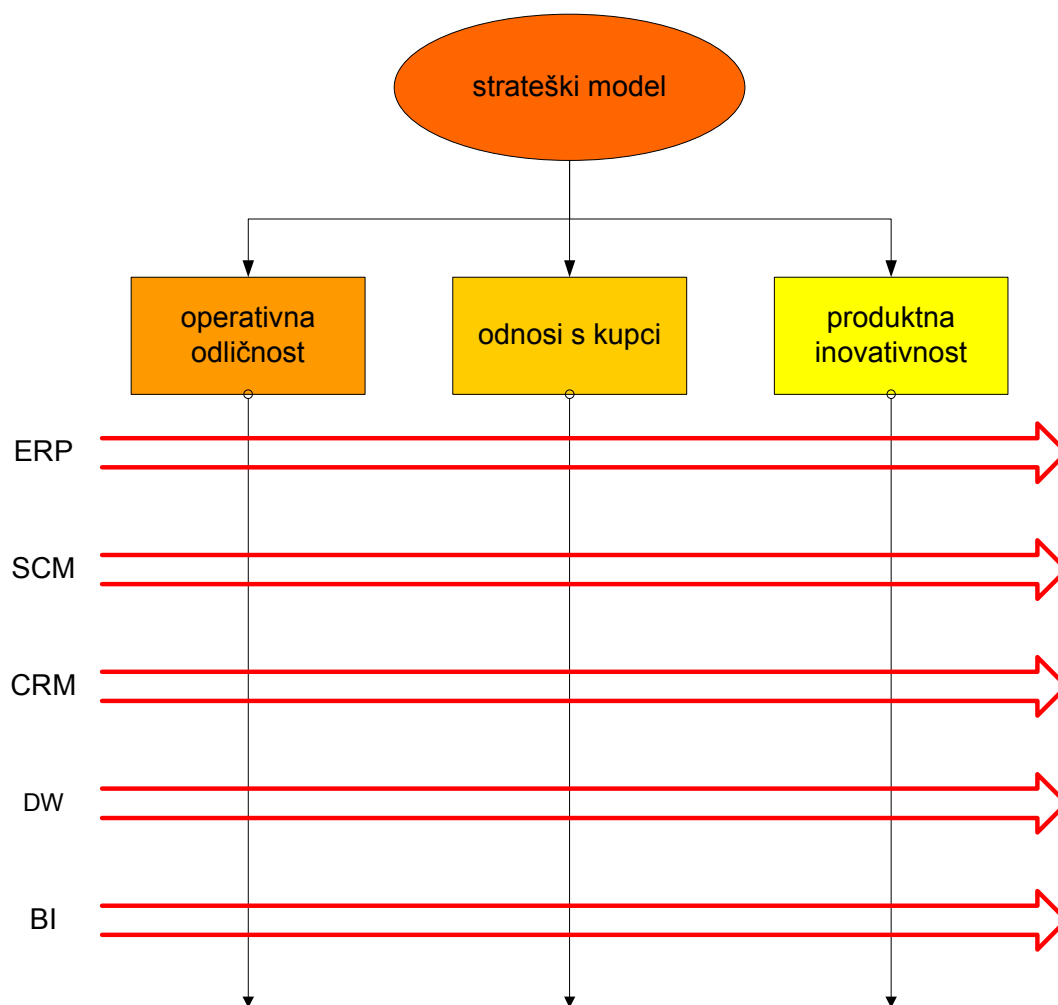 strateški model
operativna
odličnost
odnosi s kupci
produktna
inovativnost
ERP
SCM
CRM
DW
BI